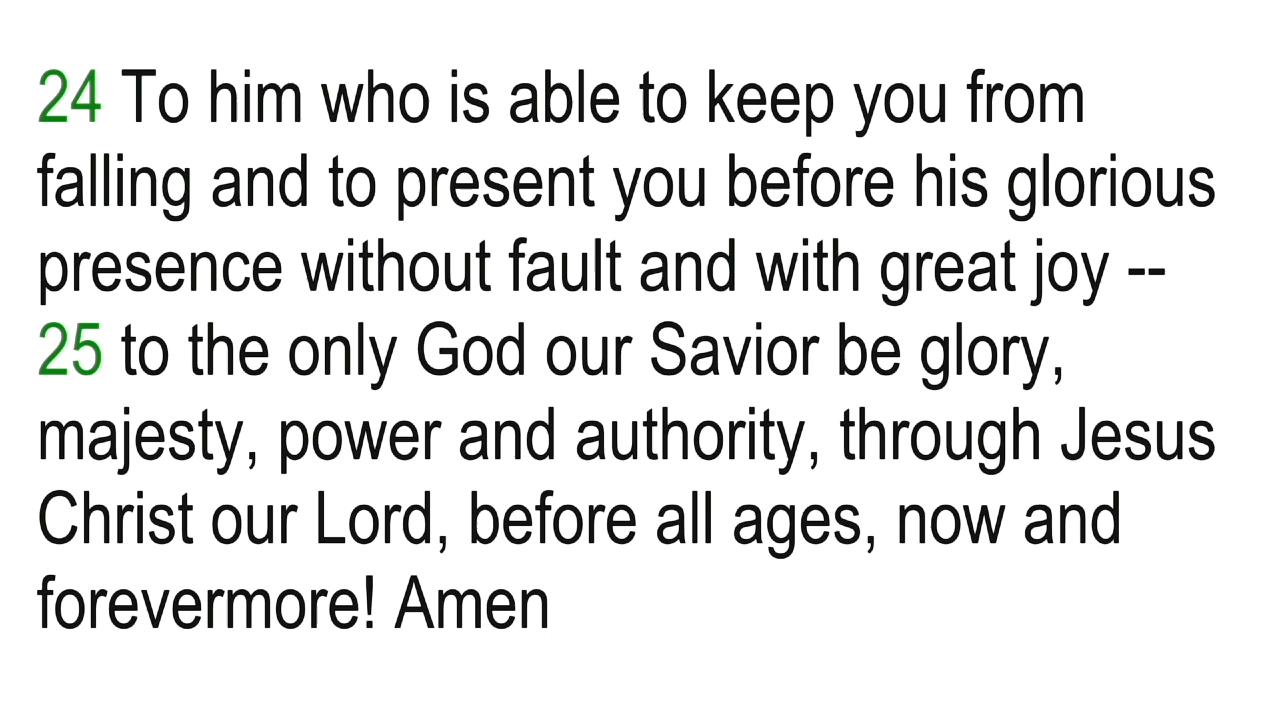 24 To him who is able to keep you from
falling and to present you before his glorious
presence without fault and with great joy --
25 to the only God our Savior be glory,
majesty, power and authority, through Jesus
Christ our Lord, before all ages, now and
forevermore! Amen